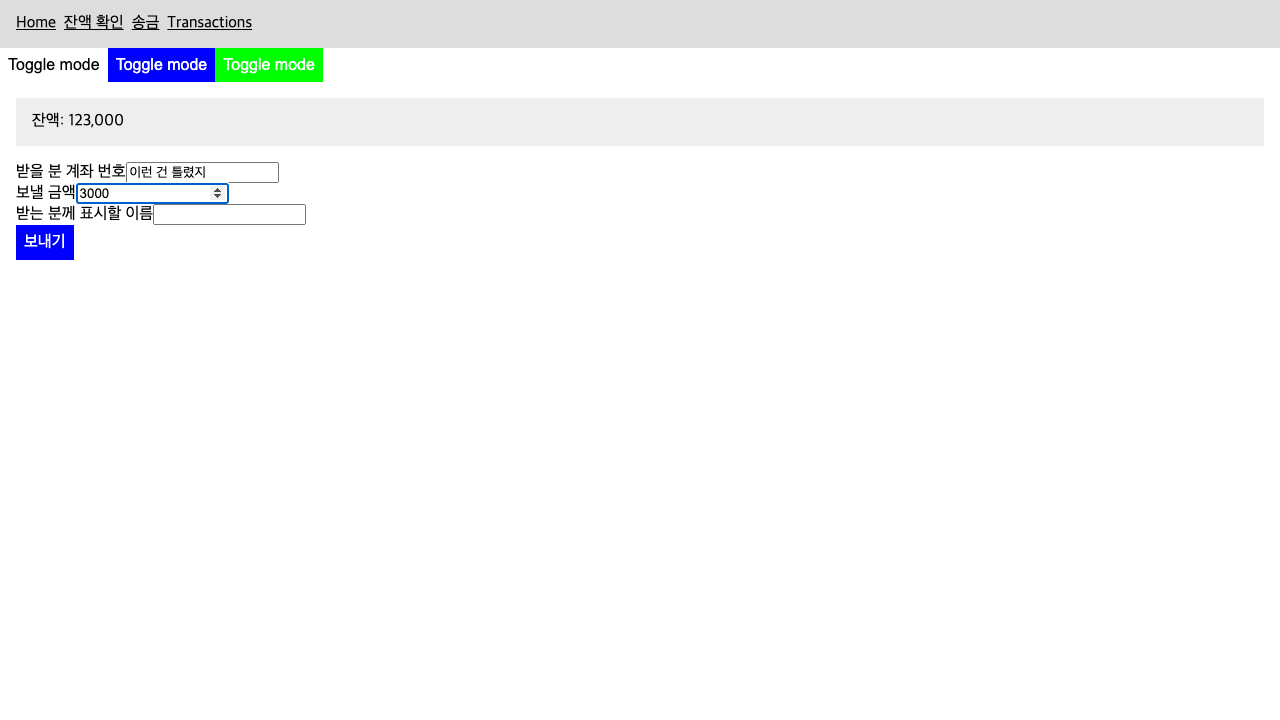 Home 잔액 확인 송금 Transactions
Toggle mode Toggle mode Toggle mode
잔액: 123,000
받을 분 계좌 번호 이런 건 틀렸지
보낼 금액 3000
받는 분께 표시할 이름
보내기